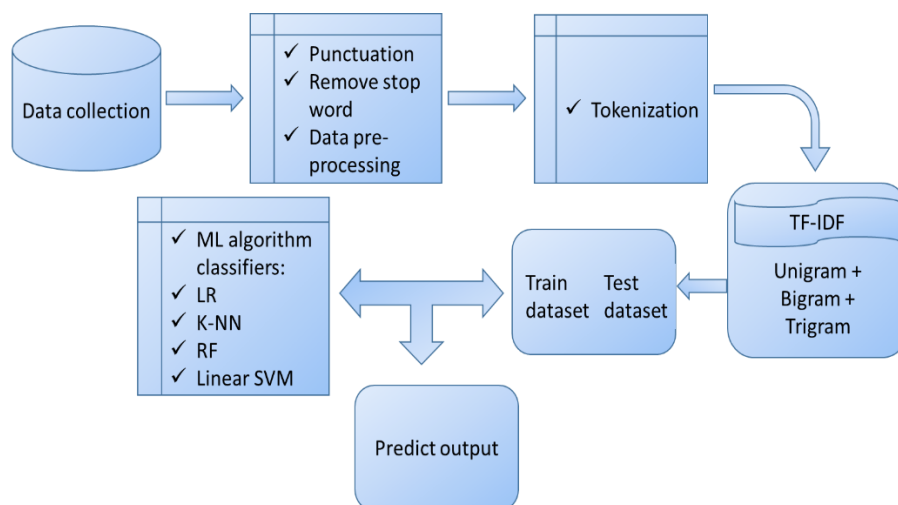 Data collection
✓ Punctuation
✓ Remove stop
word
✓ Data pre-
processing
✓ Tokenization
TF-IDF
Unigram +
Bigram +
Trigram
Train dataset
Test dataset
✓ ML algorithm
classifiers:
✓ LR
✓ K-NN
✓ RF
✓ Linear SVM
Predict output